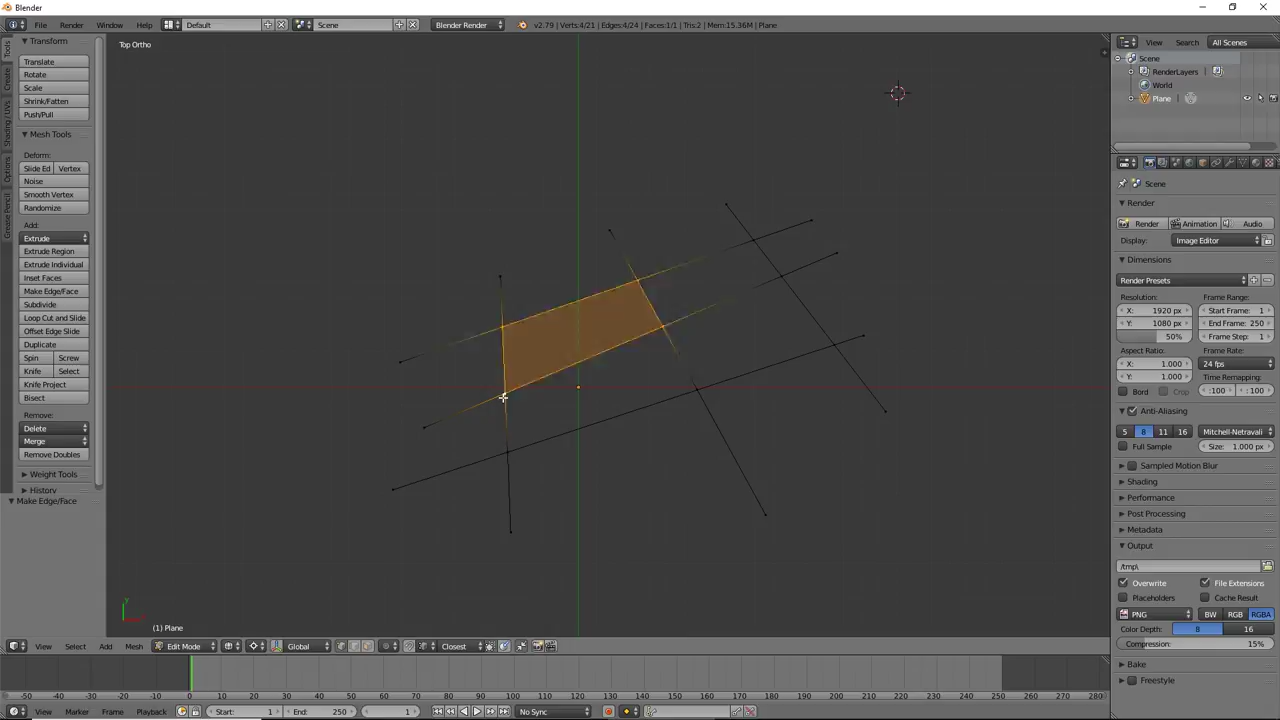 Blender
File Render Window Help Default Scene Blender Render v2.79 | Verts:4/21 | Edges:4/24 | Faces:1/1 | Tris:2 | Mem:15.36M | Plane View Search All Scenes
Tools
Create
Shading / UVs
Options
Grease Pencil
Transform
Translate
Rotate
Scale
Shrink/Fatten
Push/Pull
Mesh Tools
Deform:
Slide Ed Vertex
Noise
Smooth Vertex
Randomize
Add:
Extrude
Extrude Region
Extrude Individual
Inset Faces
Make Edge/Face
Subdivide
Loop Cut and Slide
Offset Edge Slide
Duplicate
Spin Screw
Knife Select
Knife Project
Bisect
Remove:
Delete
Merge
Remove Doubles
Weight Tools
History
Make Edge/Face
Top Ortho
(1) Plane
Scene
RenderLayers
World
Plane
Scene
Render
Render Animation Audio
Display: Image Editor
Dimensions
Render Presets
Resolution: Frame Range:
X: 1920 px Start Frame: 1
Y: 1080 px End Frame: 250
50% Frame Step: 1
Aspect Ratio: Frame Rate:
X: 1.000 24 fps
Y: 1.000 Time Remapping:
Bord Crop :100 : 100
Anti-Aliasing
5 8 11 16 Mitchell-Netravali
Full Sample Size: 1.000 px
Sampled Motion Blur
Shading
Performance
Post Processing
Metadata
Output
/tmp\
Overwrite File Extensions
Placeholders Cache Result
PNG BW RGB RGBA
Color Depth: 8 16
Compression: 15%
Bake
Freestyle
View Select Add Mesh Edit Mode Global Closest
-50 -40 -30 -20 -10 0 10 20 30 40 50 60 70 80 90 100 110 120 130 140 150 160 170 180 190 200 210 220 230 240 250 260 270 280
View Marker Frame Playback Start: 1 End: 250 1 No Sync